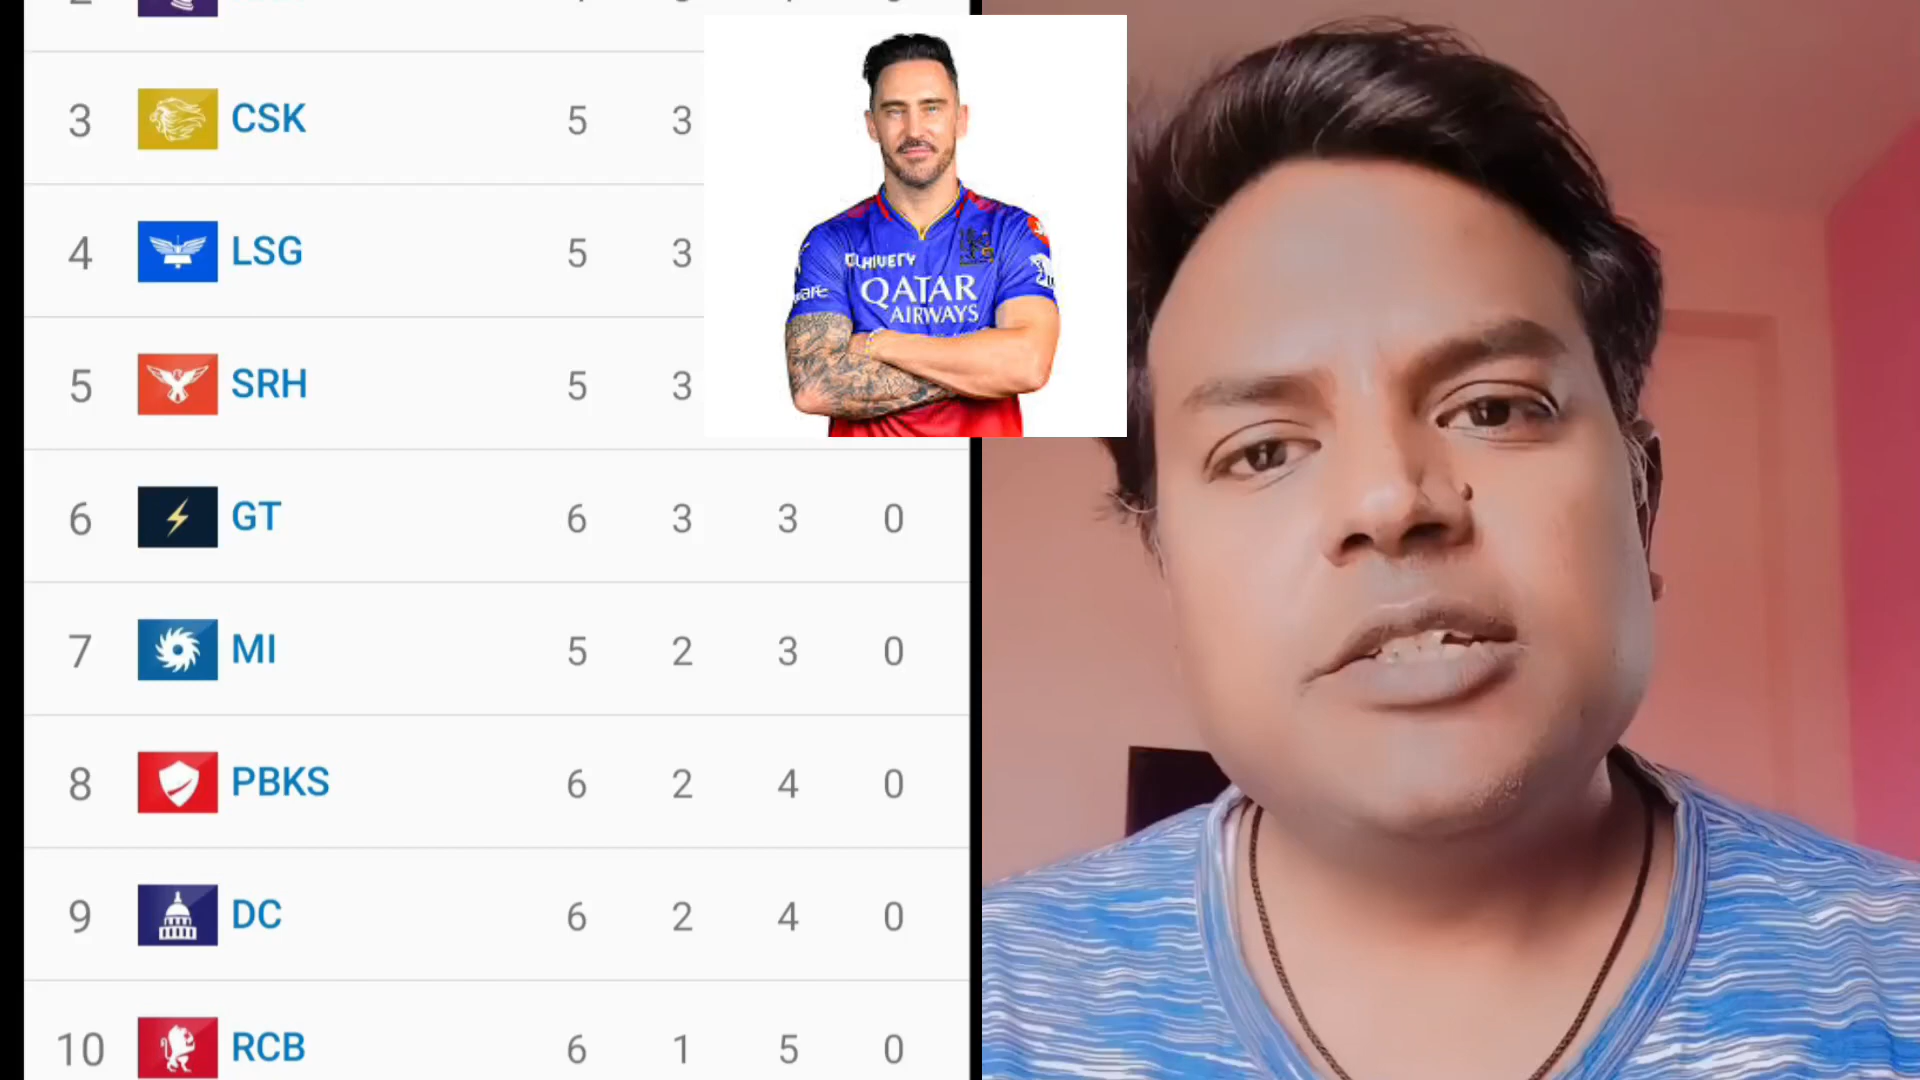 3 CSK 5 3
4 LSG 5 3
5 SRH 5 3
6 GT 6 3 3 0
7 MI 5 2 3 0
8 PBKS 6 2 4 0
9 DC 6 2 4 0
10 RCB 6 1 5 0
QATAR
AIRWAYS